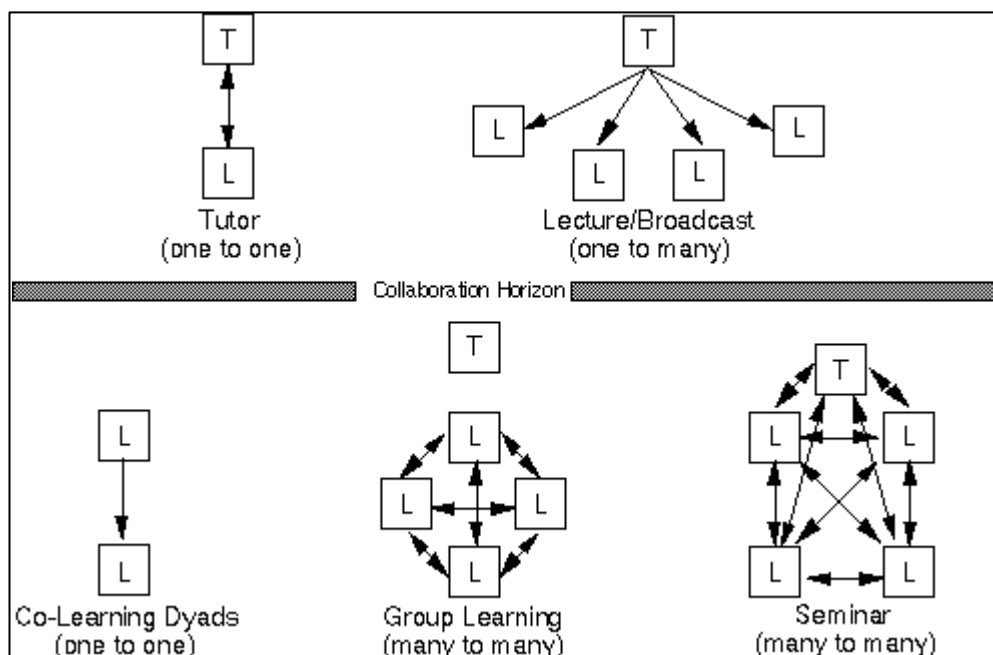 T
L
Tutor
(one to one)
T
L
L
L
L
Lecture/Broadcast
(one to many)
Collaboration Horizon
L
L
Co-Learning Dyads
(one to one)
T
L
L
L
L
Group Learning
(many to many)
T
L
L
L
L
Seminar
(many to many)